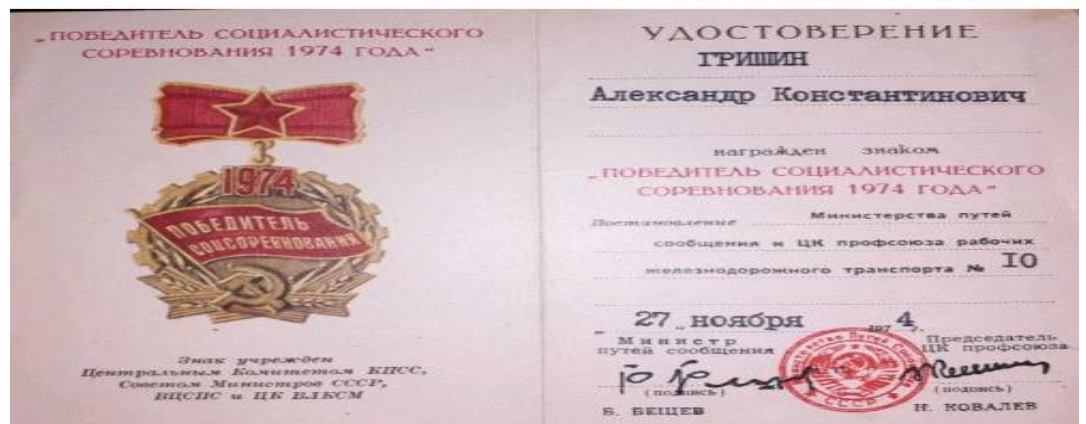 „ПОБЕДИТЕЛЬ СОЦИАЛИСТИЧЕСКОГО
СОРЕВНОВАНИЯ 1974 ГОДА“
1974
ПОБЕДИТЕЛЬ
СОЦСОРЕВНОВАНИЯ
Знак учрежден
Центральным Комитетом КПСС,
Советом Министров СССР,
ВЦСПС и ЦК ВЛКСМ
УДОСТОВЕРЕНИЕ
ГРИШИН
Александр Константинович
награжден знаком
„ПОБЕДИТЕЛЬ СОЦИАЛИСТИЧЕСКОГО
СОРЕВНОВАНИЯ 1974 ГОДА“
Постановление Министерства путей
сообщения и ЦК профсоюза рабочих
железнодорожного транспорта № 10
„27„ ноября 1974 г.
Министр
путей сообщения
Председатель
ЦК профсоюза
СССР
(подпись)
(подпись)
Б. БЕЩЕВ
Н. КОВАЛЕВ